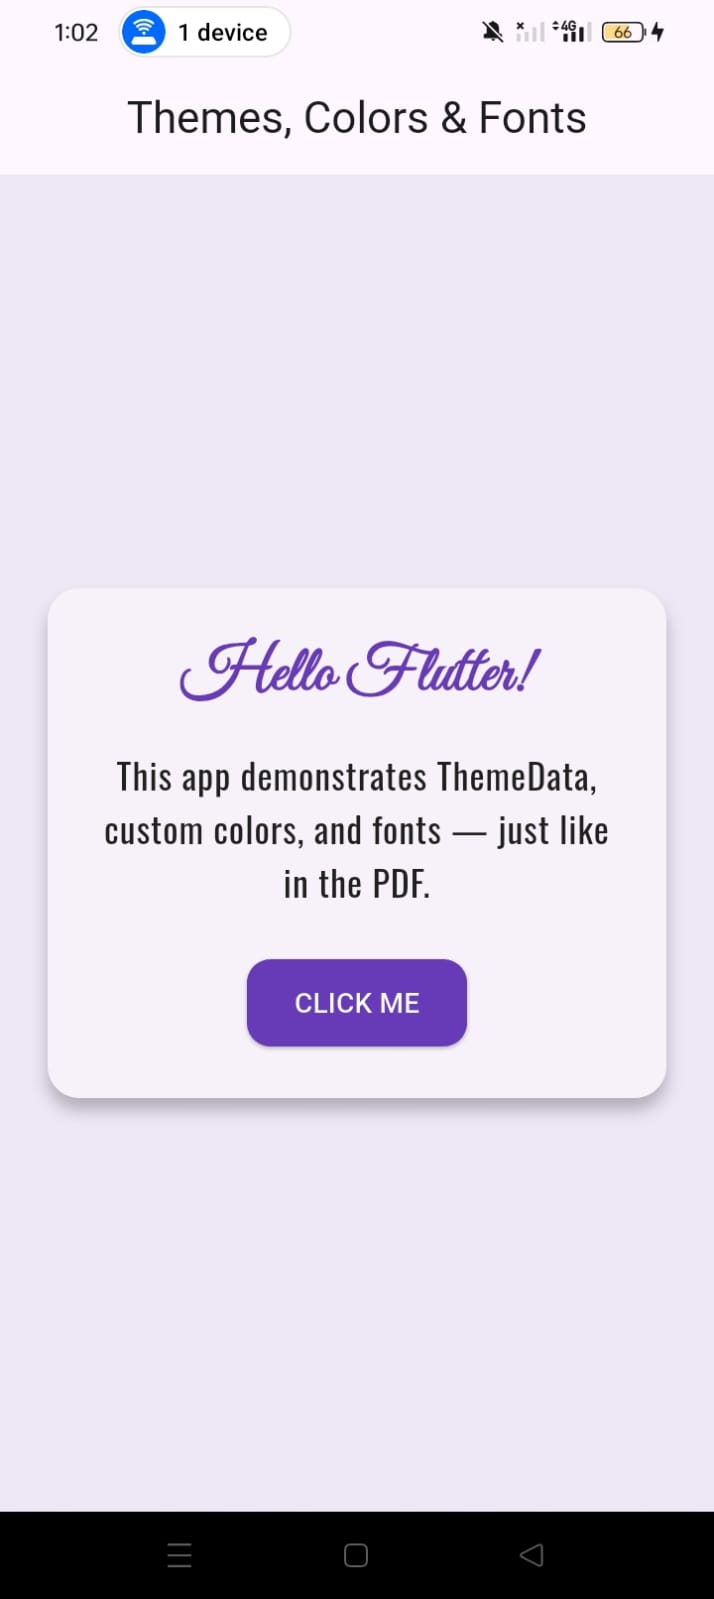 1:02 1 device 4G 66
Themes, Colors & Fonts
Hello Flutter!
This app demonstrates ThemeData,
custom colors, and fonts — just like
in the PDF.
CLICK ME